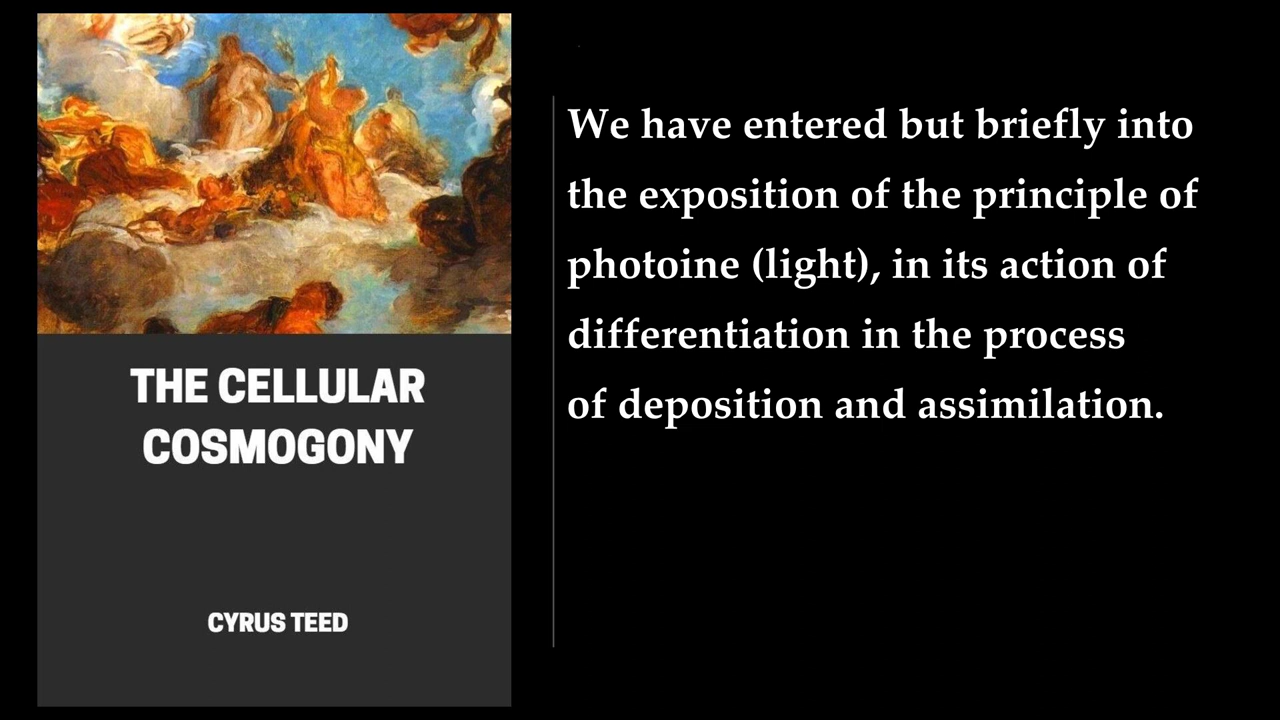 THE CELLULAR
COSMOGONY
CYRUS TEED
We have entered but briefly into
the exposition of the principle of
photoine (light), in its action of
differentiation in the process
of deposition and assimilation.